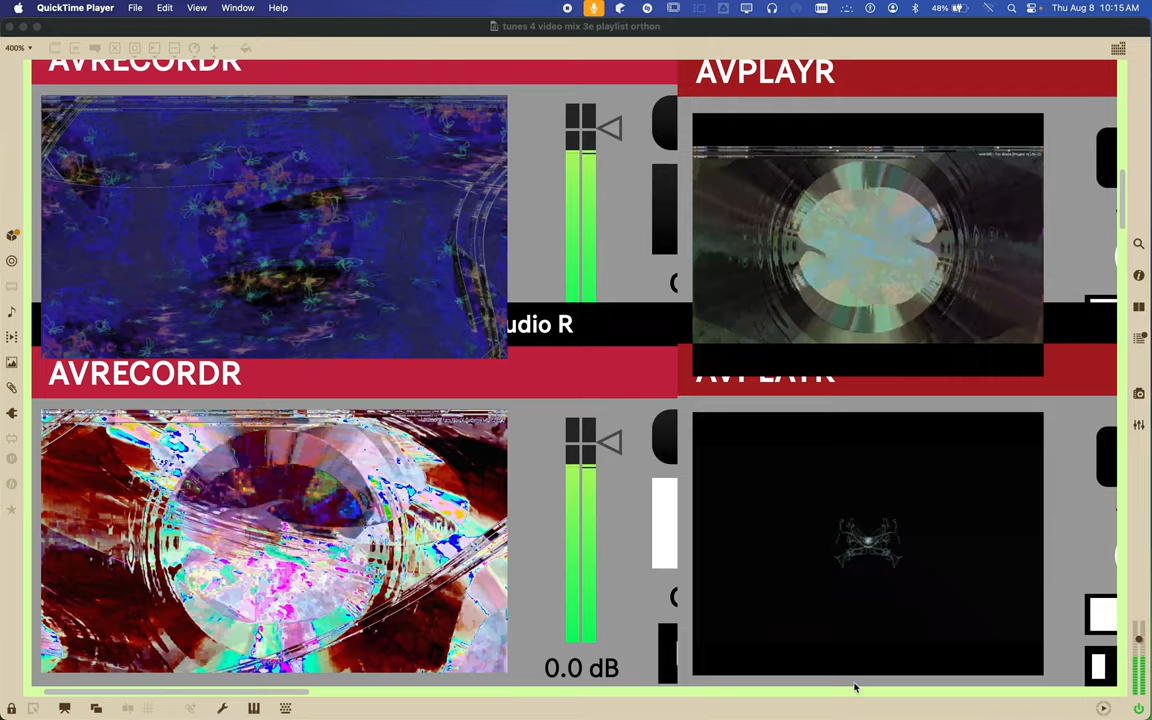 QuickTime Player File Edit View Window Help 48% Thu Aug 8 10:15 AM
tunes 4 video mix 3e playlist orthon
400%
AVRECORDR
AVPLAYR
udio R
AVRECORDR
AVPLAYR
0.0 dB